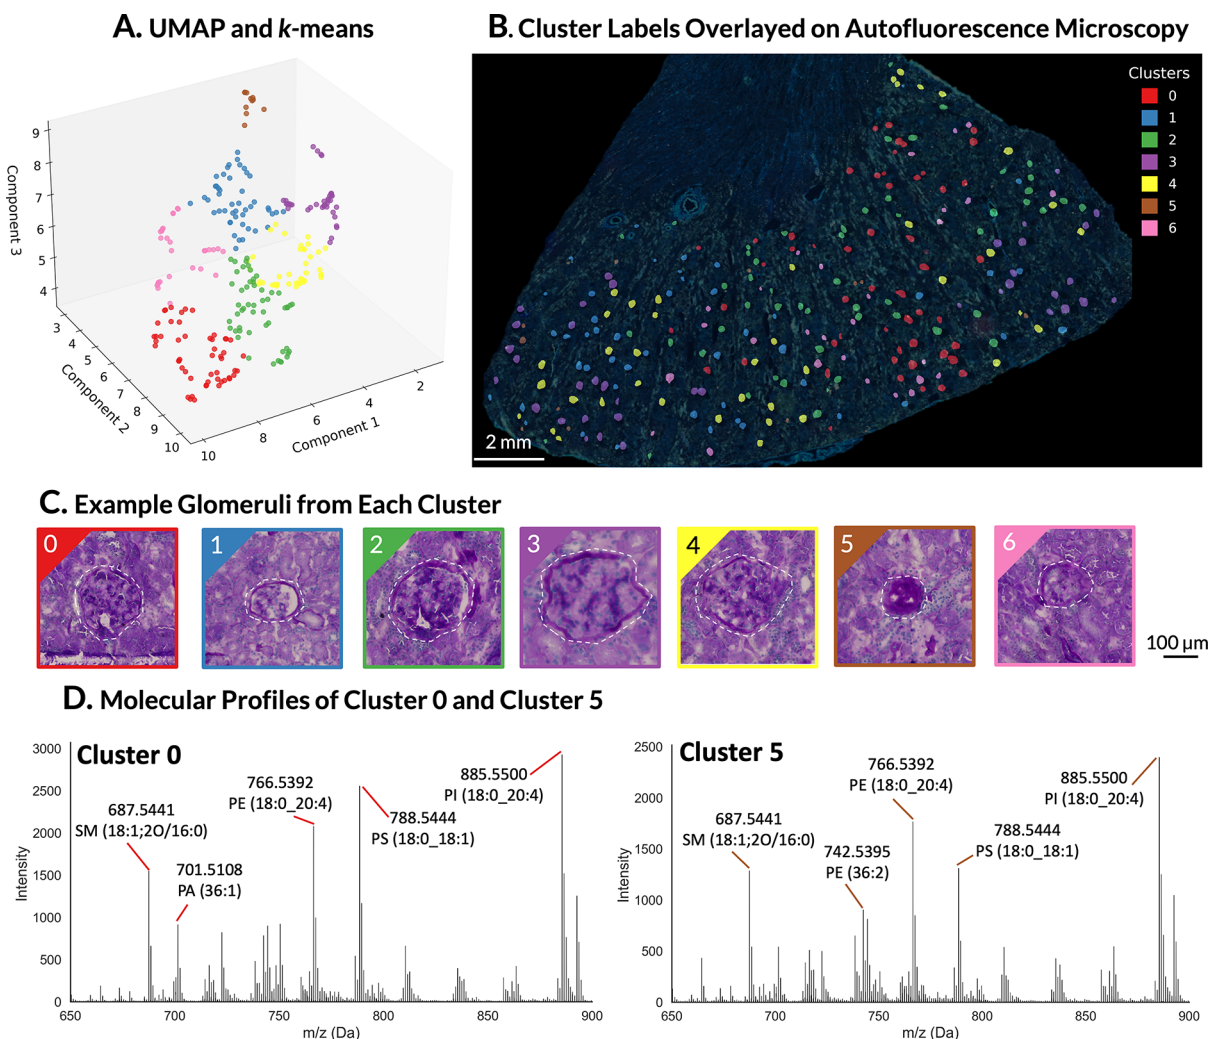 A. UMAP and k-means
9
8
7
6
5
4
Component 3
3
4
5
6
7
8
9
10
Component 2
10
8
6
4
2
Component 1
B. Cluster Labels Overlayed on Autofluorescence Microscopy
Clusters
0
1
2
3
4
5
6
2 mm
C. Example Glomeruli from Each Cluster
0
1
2
3
4
5
6
100 µm
D. Molecular Profiles of Cluster 0 and Cluster 5
Cluster 0
3000
2500
2000
1500
1000
500
0
Intensity
687.5441
SM (18:1;2O/16:0)
701.5108
PA (36:1)
766.5392
PE (18:0_20:4)
788.5444
PS (18:0_18:1)
885.5500
PI (18:0_20:4)
650
700
750
800
850
900
m/z (Da)
Cluster 5
2500
2000
1500
1000
500
0
Intensity
687.5441
SM (18:1;2O/16:0)
742.5395
PE (36:2)
766.5392
PE (18:0_20:4)
788.5444
PS (18:0_18:1)
885.5500
PI (18:0_20:4)
650
700
750
800
850
900
m/z (Da)